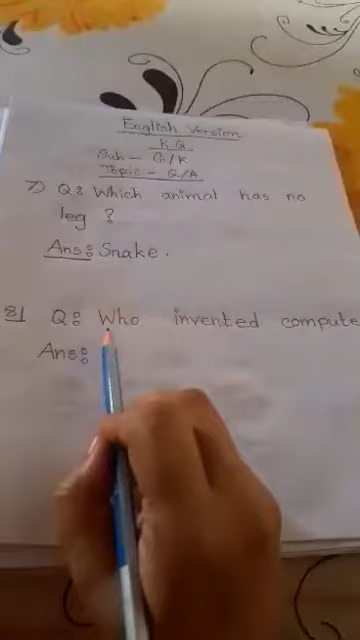 English Version
K.G
Sub - G/K
Topic - Q/A
7) Q: Which animal has no
leg ?
Ans: Snake.
8) Q: Who invented compute
Ans: